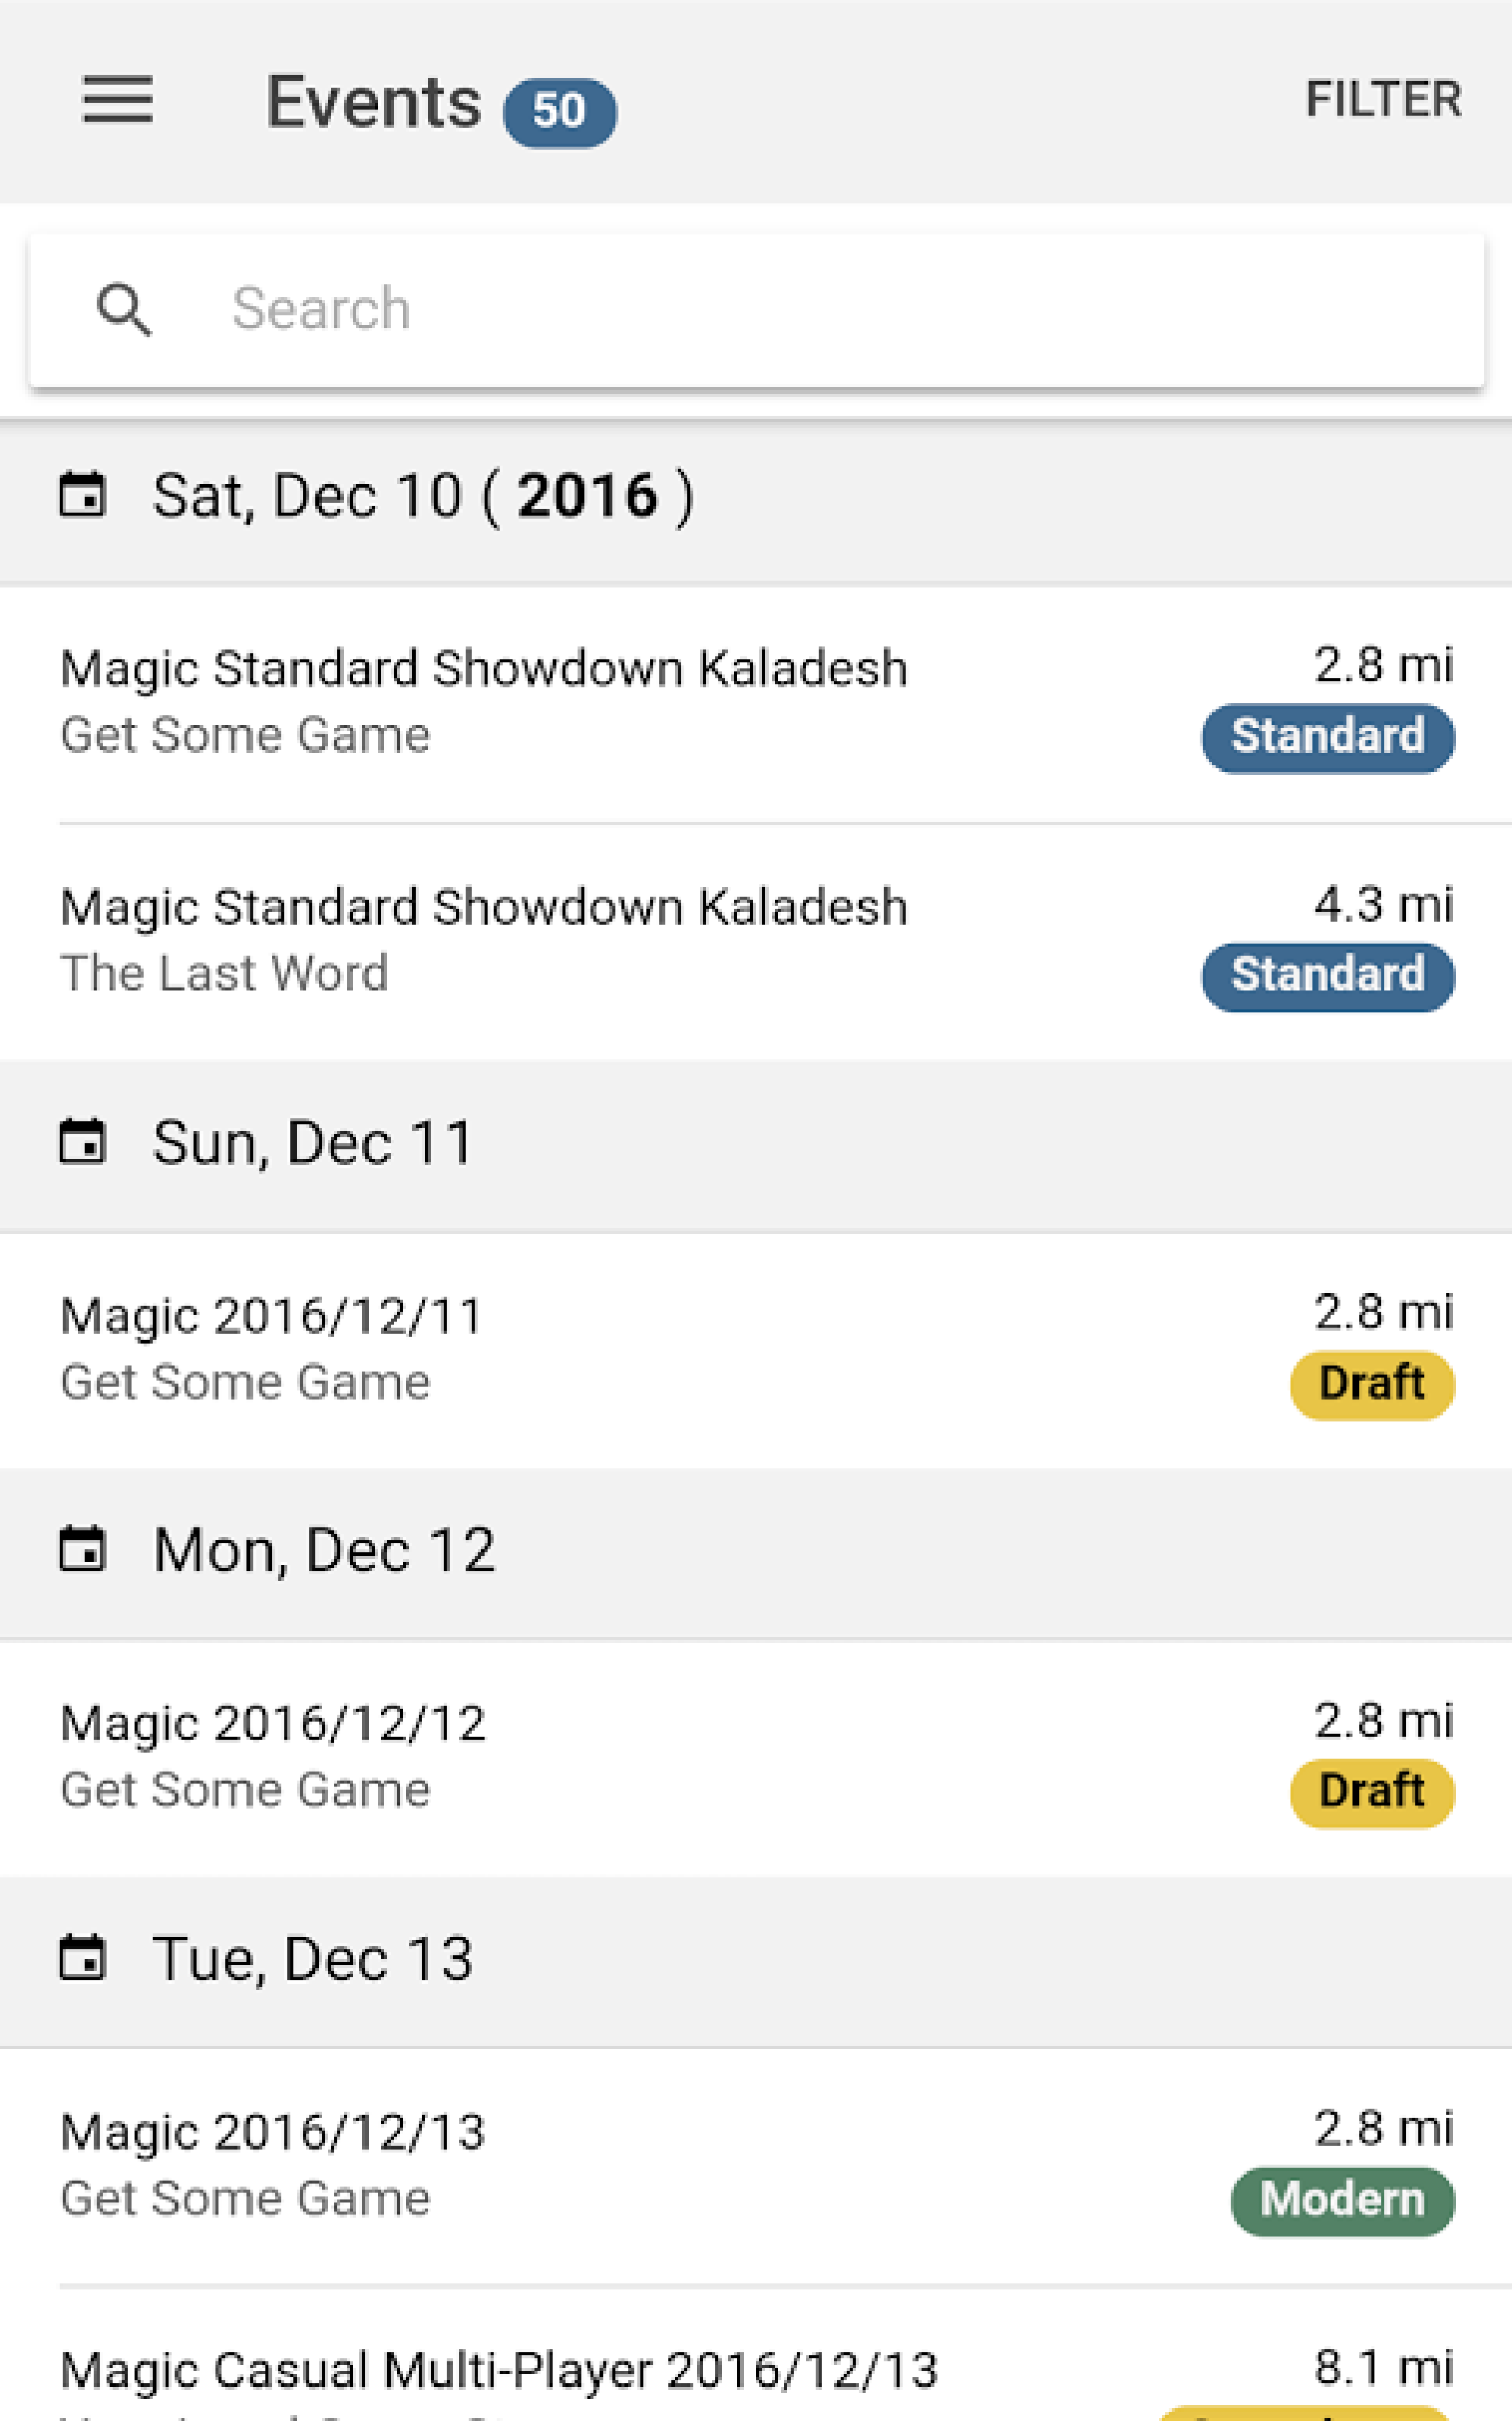 Events 50 FILTER
Search
Sat, Dec 10 ( 2016 )
Magic Standard Showdown Kaladesh 2.8 mi
Get Some Game Standard
Magic Standard Showdown Kaladesh 4.3 mi
The Last Word Standard
Sun, Dec 11
Magic 2016/12/11 2.8 mi
Get Some Game Draft
Mon, Dec 12
Magic 2016/12/12 2.8 mi
Get Some Game Draft
Tue, Dec 13
Magic 2016/12/13 2.8 mi
Get Some Game Modern
Magic Casual Multi-Player 2016/12/13 8.1 mi